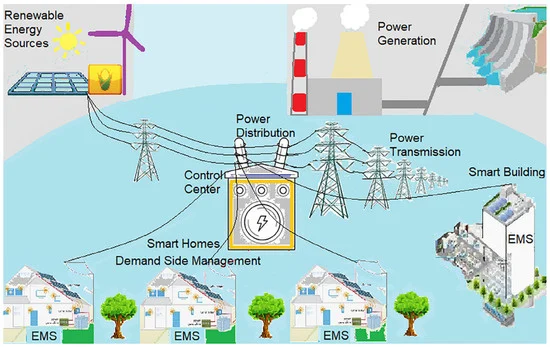 Renewable
Energy
Sources
Power
Generation
Power
Distribution
Power
Transmission
Control
Center
Smart Building
EMS
Smart Homes
Demand Side Management
EMS
EMS
EMS